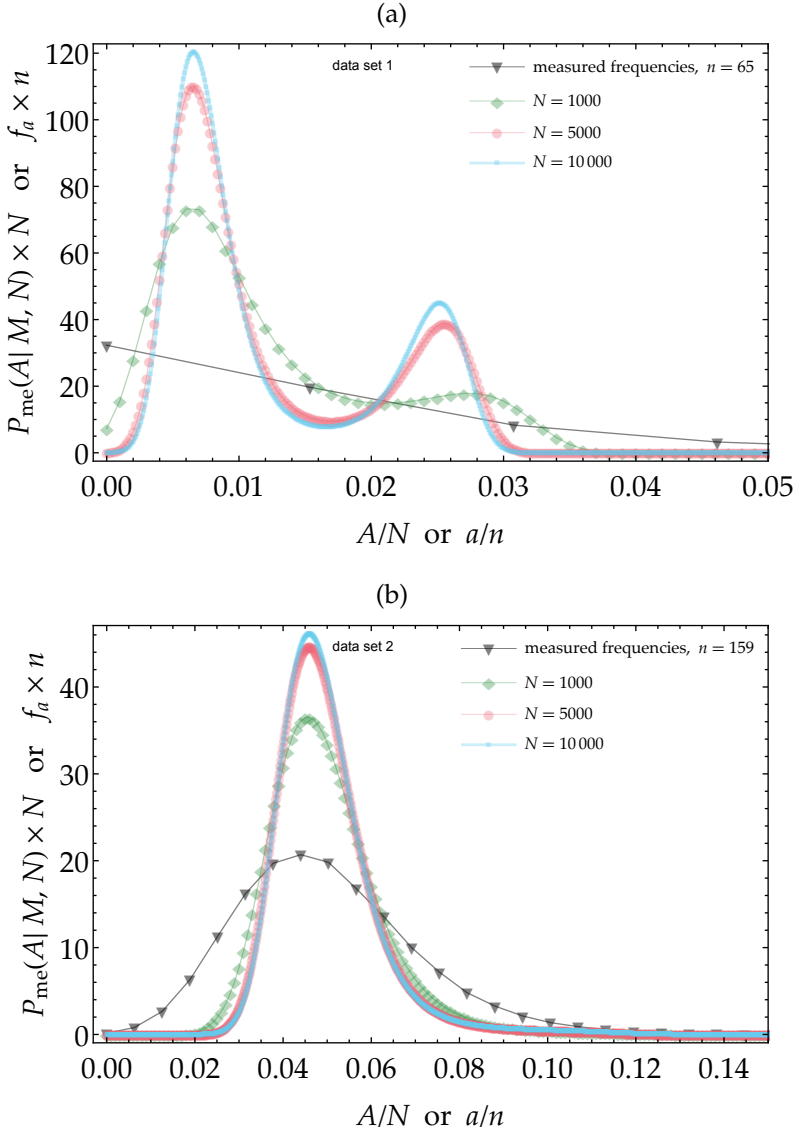 (a)
data set 1
measured frequencies, n = 65
N = 1000
N = 5000
N = 10 000
120
100
80
60
40
20
0
P_me(A| M, N) × N or f_a × n
0.00 0.01 0.02 0.03 0.04 0.05
A/N or a/n
(b)
data set 2
measured frequencies, n = 159
N = 1000
N = 5000
N = 10 000
40
30
20
10
0
P_me(A| M, N) × N or f_a × n
0.00 0.02 0.04 0.06 0.08 0.10 0.12 0.14
A/N or a/n